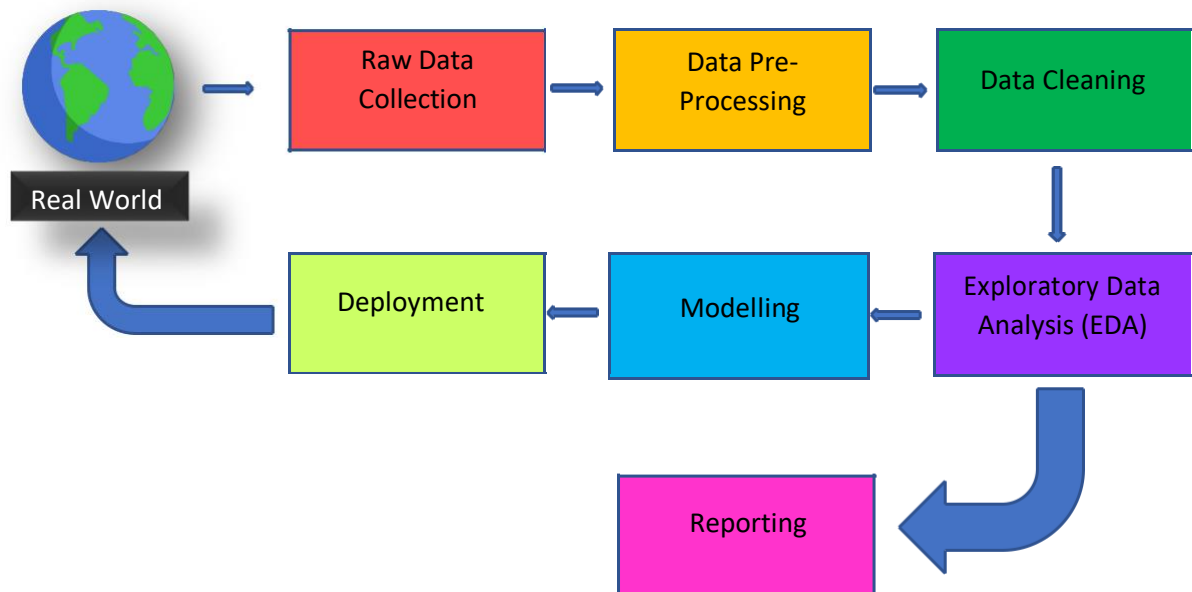 Raw Data
Collection
Data Pre-
Processing
Data Cleaning
Real World
Deployment
Modelling
Exploratory Data
Analysis (EDA)
Reporting